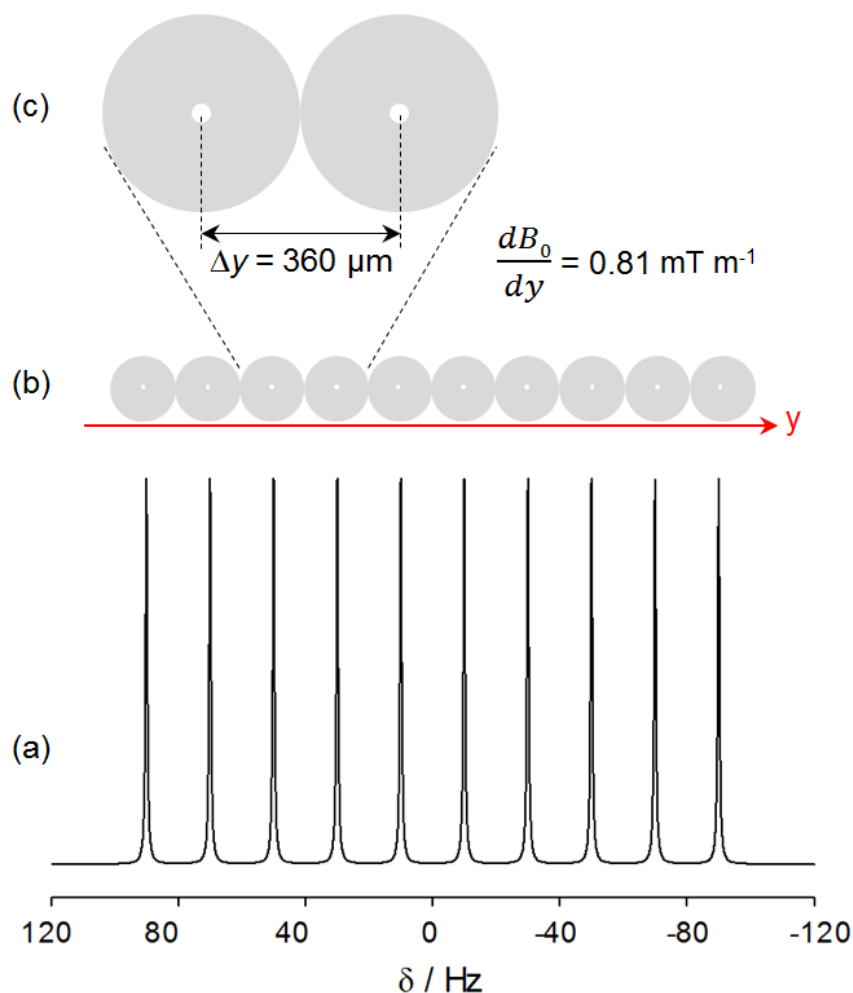 (c)
Δy = 360 μm
dB₀/dy = 0.81 mT m⁻¹
(b)
y
(a)
120 80 40 0 -40 -80 -120
δ / Hz